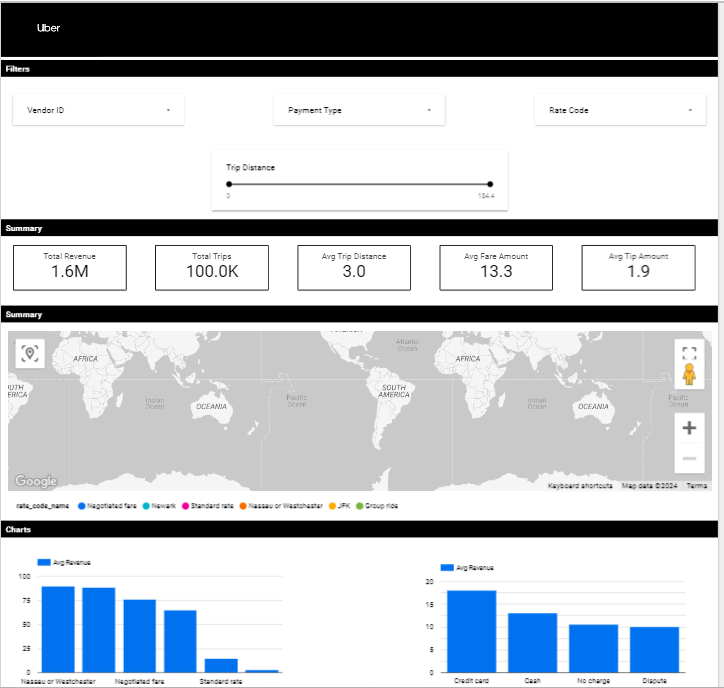 Uber
Filters
Vendor ID
Payment Type
Rate Code
Trip Distance
0
184.4
Summary
Total Revenue
1.6M
Total Trips
100.0K
Avg Trip Distance
3.0
Avg Fare Amount
13.3
Avg Tip Amount
1.9
Summary
AFRICA
Indian
Ocean
OCEANIA
Pacific
Ocean
SOUTH
AMERICA
Atlantic
Ocean
AFRICA
Indian
Ocean
OCEANIA
Pacific
Ocean
Google
Keyboard shortcuts
Map data ©2024
Terms
rate_code_name
Negotiated fare
Newark
Standard rate
Nassau or Westchester
JFK
Group ride
Charts
Avg Revenue
100
75
50
25
0
Nassau or Westchester
Negotiated fare
Standard rate
Avg Revenue
20
15
10
5
0
Credit card
Cash
No charge
Dispute